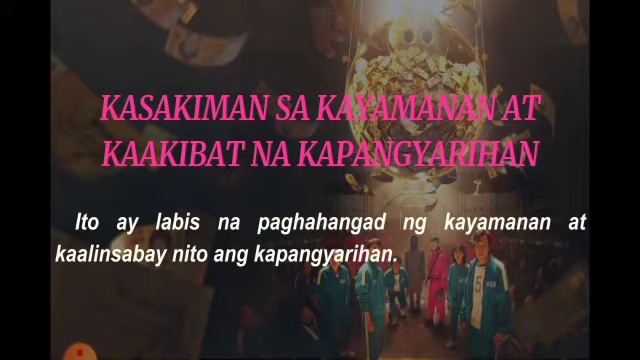 KASAKIMAN SA KAYAMANAN AT
KAAKIBAT NA KAPANGYARIHAN
Ito ay labis na paghahangad ng kayamanan at
kaalinsabay nito ang kapangyarihan.